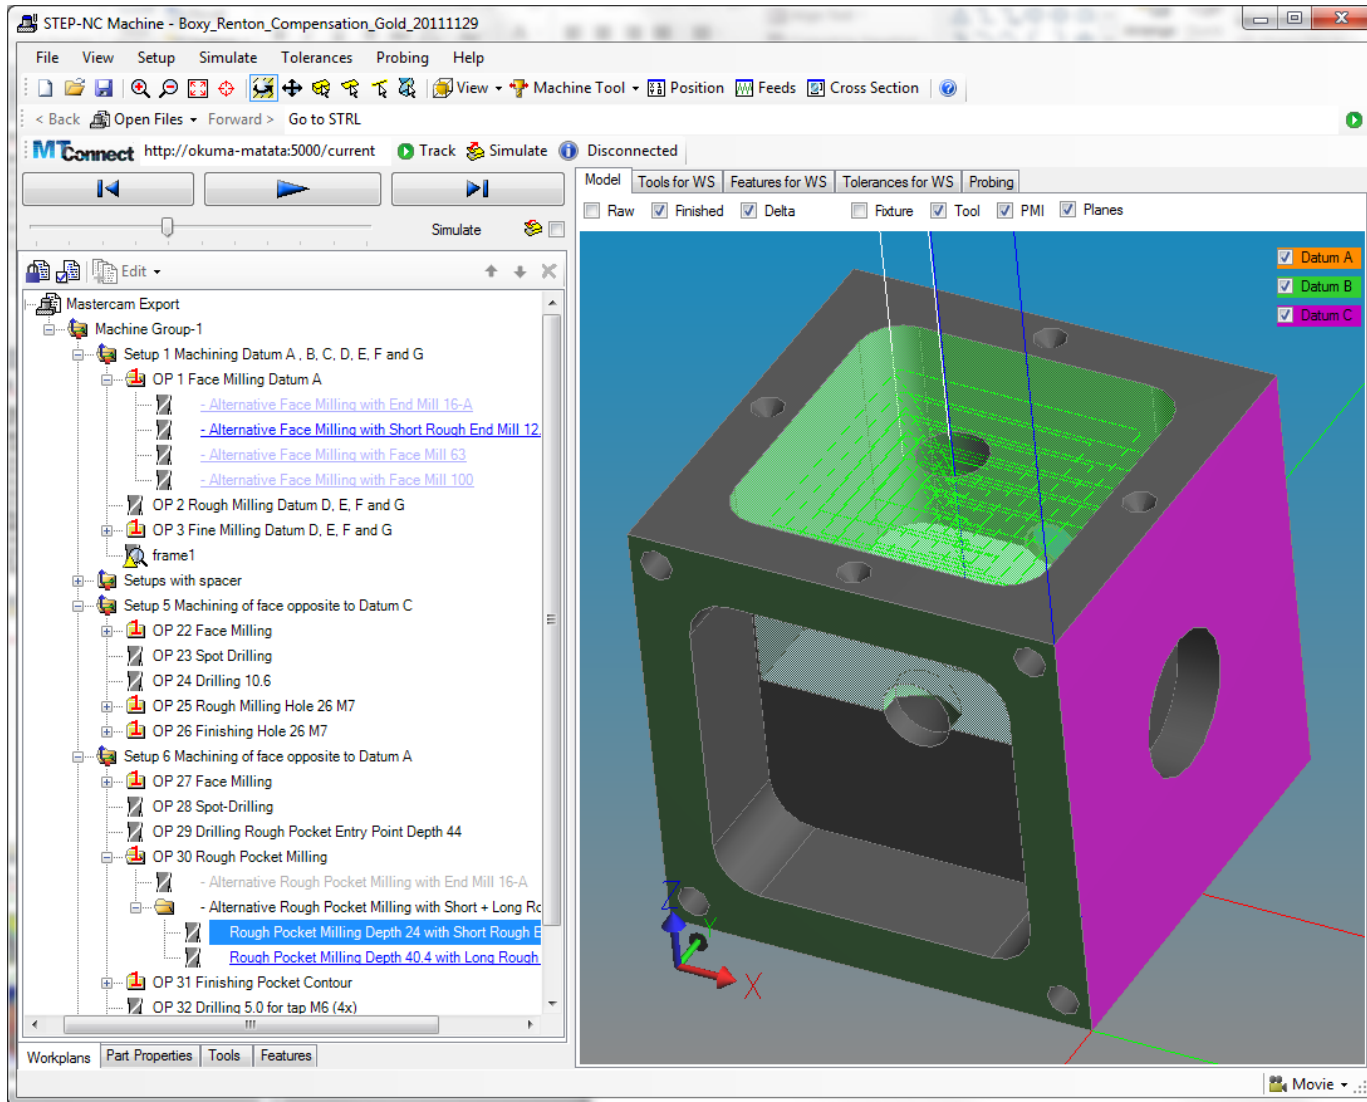 STEP-NC Machine - Boxy_Renton_Compensation_Gold_20111129
File View Setup Simulate Tolerances Probing Help
View Machine Tool Position Feeds Cross Section
< Back Open Files Forward > Go to STRL
MTConnect http://okuma-matata:5000/current Track Simulate Disconnected
Model Tools for WS Features for WS Tolerances for WS Probing
Raw Finished Delta Fixture Tool PMI Planes
Simulate
Edit
Datum A
Datum B
Datum C
Mastercam Export
Machine Group-1
Setup 1 Machining Datum A , B, C, D, E, F and G
OP 1 Face Milling Datum A
- Alternative Face Milling with End Mill 16-A
- Alternative Face Milling with Short Rough End Mill 12.
- Alternative Face Milling with Face Mill 63
- Alternative Face Milling with Face Mill 100
OP 2 Rough Milling Datum D, E, F and G
OP 3 Fine Milling Datum D, E, F and G
frame1
Setups with spacer
Setup 5 Machining of face opposite to Datum C
OP 22 Face Milling
OP 23 Spot Drilling
OP 24 Drilling 10.6
OP 25 Rough Milling Hole 26 M7
OP 26 Finishing Hole 26 M7
Setup 6 Machining of face opposite to Datum A
OP 27 Face Milling
OP 28 Spot-Drilling
OP 29 Drilling Rough Pocket Entry Point Depth 44
OP 30 Rough Pocket Milling
- Alternative Rough Pocket Milling with End Mill 16-A
- Alternative Rough Pocket Milling with Short + Long Ro
Rough Pocket Milling Depth 24 with Short Rough E
Rough Pocket Milling Depth 40.4 with Long Rough
OP 31 Finishing Pocket Contour
OP 32 Drilling 5.0 for tap M6 (4x)
Z
Y
X
Workplans Part Properties Tools Features
Movie